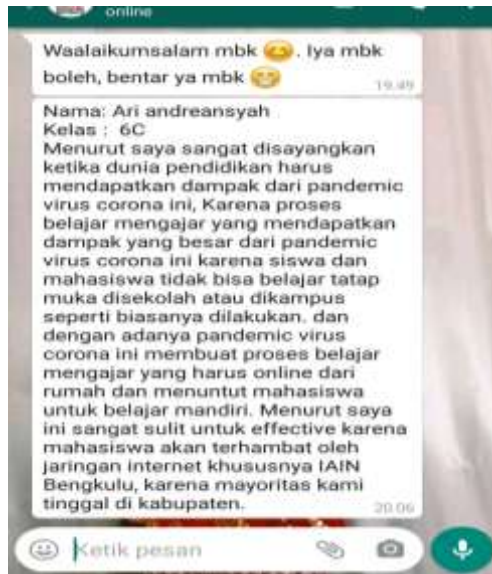 online
Waalaikumsalam mbk 😊. Iya mbk
boleh, bentar ya mbk 😁
19.49
Nama: Ari andreansyah
Kelas : 6C
Menurut saya sangat disayangkan
ketika dunia pendidikan harus
mendapatkan dampak dari pandemic
virus corona ini, Karena proses
belajar mengajar yang mendapatkan
dampak yang besar dari pandemic
virus corona ini karena siswa dan
mahasiswa tidak bisa belajar tatap
muka disekolah atau dikampus
seperti biasanya dilakukan. dan
dengan adanya pandemic virus
corona ini membuat proses belajar
mengajar yang harus online dari
rumah dan menuntut mahasiswa
untuk belajar mandiri. Menurut saya
ini sangat sulit untuk effective karena
mahasiswa akan terhambat oleh
jaringan internet khususnya IAIN
Bengkulu, karena mayoritas kami
tinggal di kabupaten.
20.06
Ketik pesan